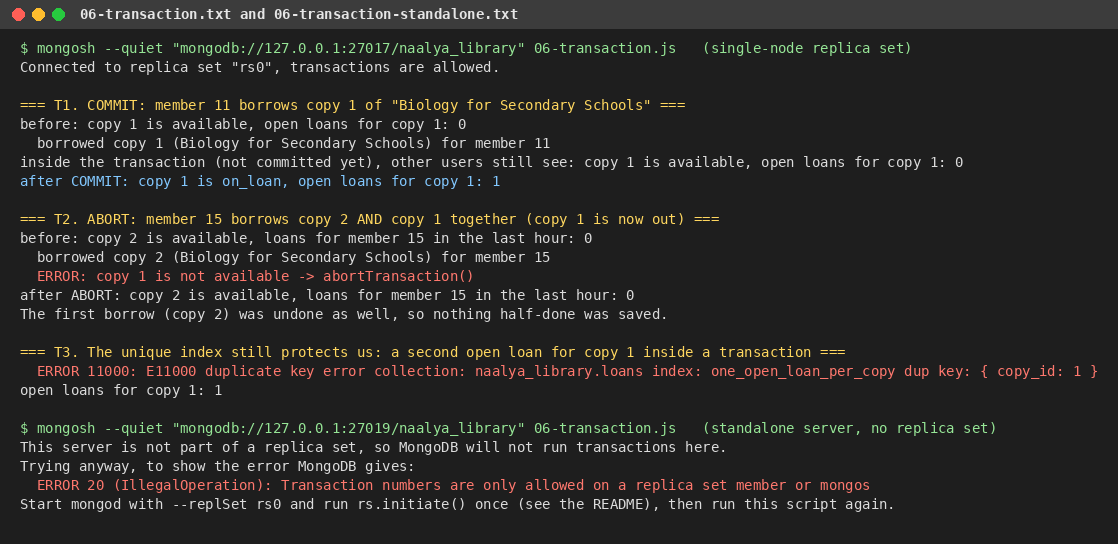 06-transaction.txt and 06-transaction-standalone.txt
$ mongosh --quiet "mongodb://127.0.0.1:27017/naalya_library" 06-transaction.js   (single-node replica set)
Connected to replica set "rs0", transactions are allowed.
=== T1. COMMIT: member 11 borrows copy 1 of "Biology for Secondary Schools" ===
before: copy 1 is available, open loans for copy 1: 0
  borrowed copy 1 (Biology for Secondary Schools) for member 11
inside the transaction (not committed yet), other users still see: copy 1 is available, open loans for copy 1: 0
after COMMIT: copy 1 is on_loan, open loans for copy 1: 1
=== T2. ABORT: member 15 borrows copy 2 AND copy 1 together (copy 1 is now out) ===
before: copy 2 is available, loans for member 15 in the last hour: 0
  borrowed copy 2 (Biology for Secondary Schools) for member 15
  ERROR: copy 1 is not available -> abortTransaction()
after ABORT: copy 2 is available, loans for member 15 in the last hour: 0
The first borrow (copy 2) was undone as well, so nothing half-done was saved.
=== T3. The unique index still protects us: a second open loan for copy 1 inside a transaction ===
  ERROR 11000: E11000 duplicate key error collection: naalya_library.loans index: one_open_loan_per_copy dup key: { copy_id: 1 }
open loans for copy 1: 1
$ mongosh --quiet "mongodb://127.0.0.1:27019/naalya_library" 06-transaction.js   (standalone server, no replica set)
This server is not part of a replica set, so MongoDB will not run transactions here.
Trying anyway, to show the error MongoDB gives:
  ERROR 20 (IllegalOperation): Transaction numbers are only allowed on a replica set member or mongos
Start mongod with --replSet rs0 and run rs.initiate() once (see the README), then run this script again.